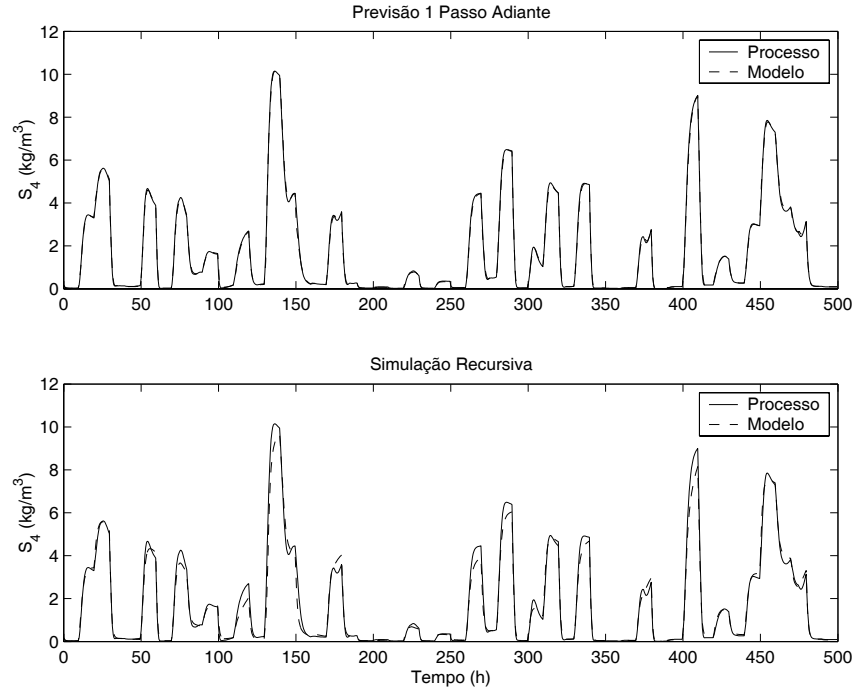 Previsão 1 Passo Adiante
12
10
8
6
4
2
0
S4 (kg/m3)
Processo
Modelo
0 50 100 150 200 250 300 350 400 450 500
Simulação Recursiva
12
10
8
6
4
2
0
S4 (kg/m3)
Processo
Modelo
0 50 100 150 200 250 300 350 400 450 500
Tempo (h)